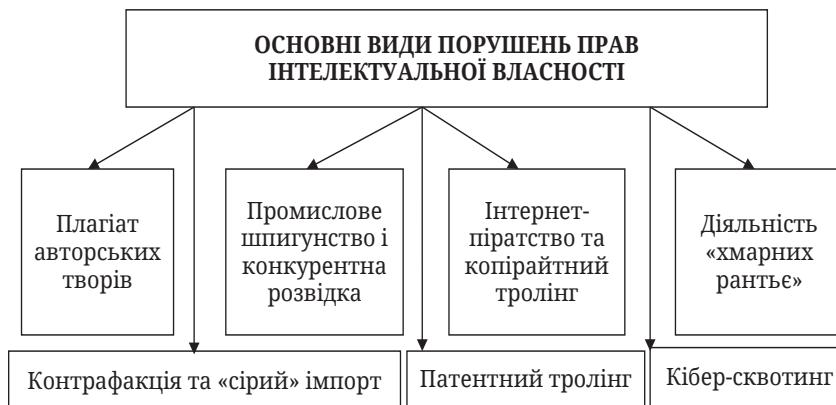 ОСНОВНІ ВИДИ ПОРУШЕНЬ ПРАВ
ІНТЕЛЕКТУАЛЬНОЇ ВЛАСНОСТІ
Плагіат
авторських
творів
Промислове
шпигунство і
конкурентна
розвідка
Інтернет-
піратство та
копірайтний
тролінг
Діяльність
«хмарних
рантьє»
Контрафакція та «сірий» імпорт
Патентний тролінг
Кібер-сквотинг